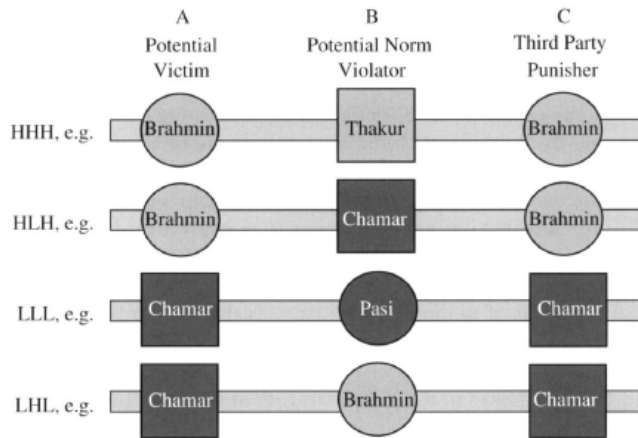 A B C
Potential Victim Potential Norm Violator Third Party Punisher
HHH, e.g. Brahmin Thakur Brahmin
HLH, e.g. Brahmin Chamar Brahmin
LLL, e.g. Chamar Pasi Chamar
LHL, e.g. Chamar Brahmin Chamar